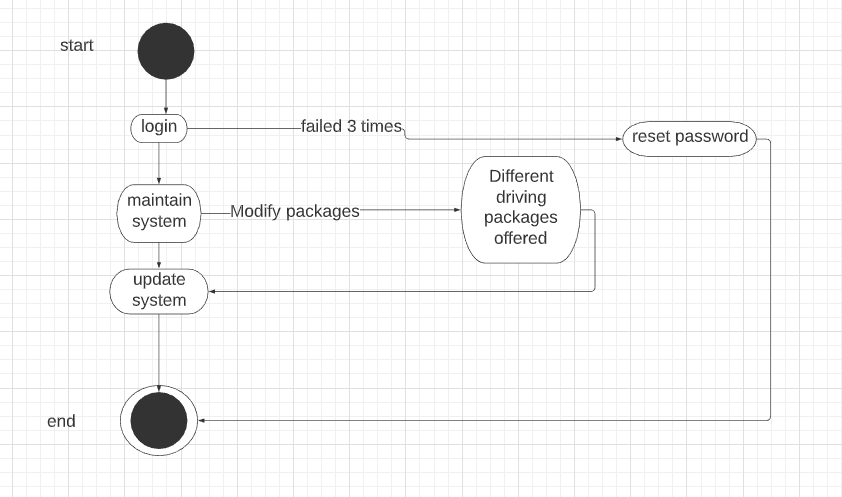 start
login
failed 3 times
reset password
maintain
system
Modify packages
Different
driving
packages
offered
update
system
end